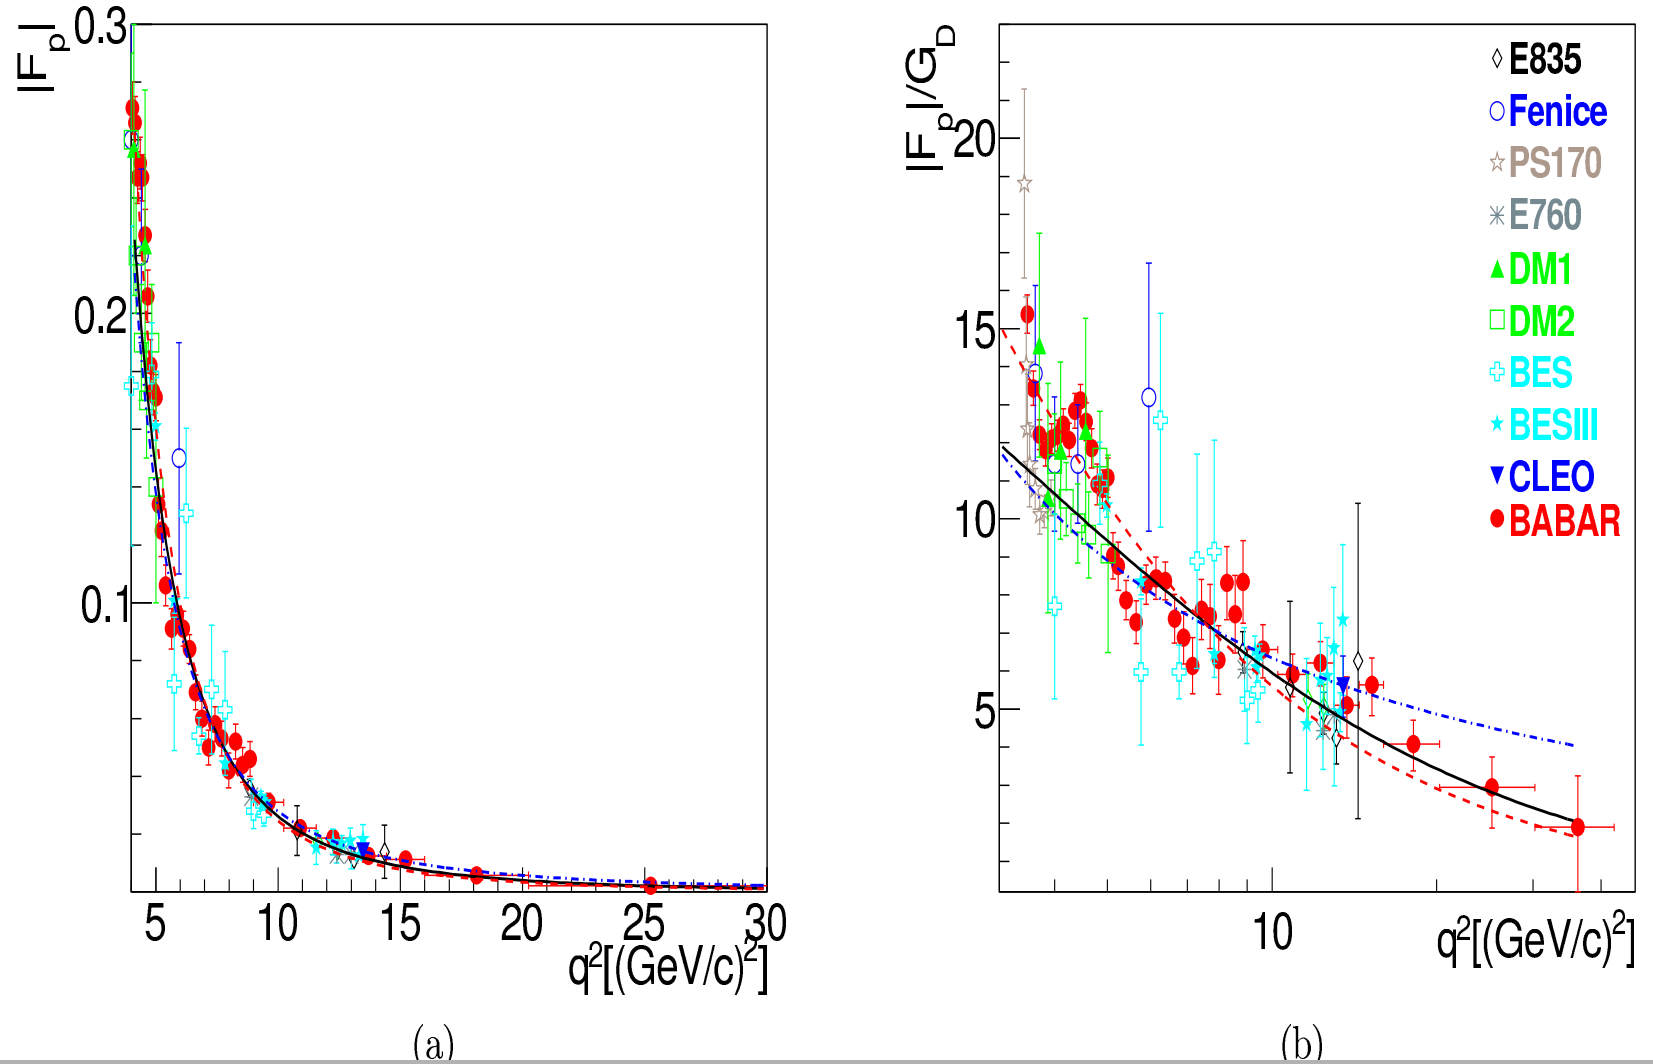 |F_p|
0.3
0.2
0.1
5 10 15 20 25 30
q²[(GeV/c)²]
(a)
|F_p|/G_D
20
15
10
5
10
q²[(GeV/c)²]
E835
Fenice
PS170
E760
DM1
DM2
BES
BESIII
CLEO
BABAR
(b)